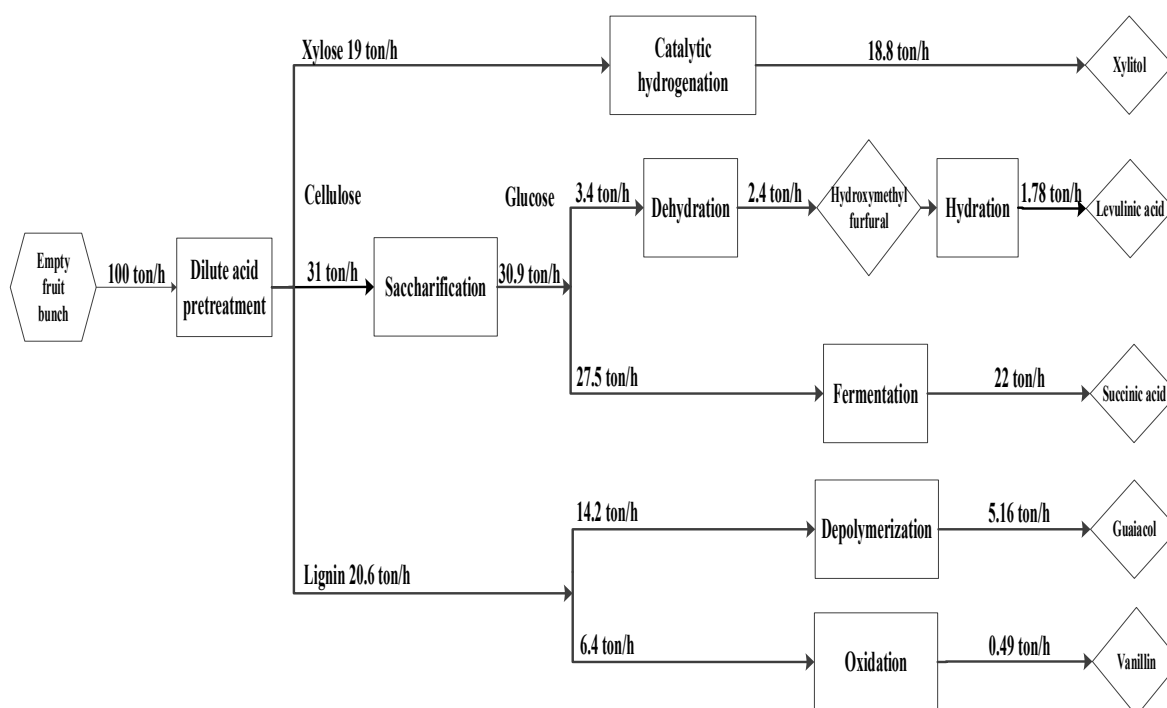 Xylose 19 ton/h
Catalytic
hydrogenation
18.8 ton/h
Xylitol
Cellulose
Glucose
3.4 ton/h
Dehydration
2.4 ton/h
Hydroxymethyl
furfural
Hydration
1.78 ton/h
Levulinic acid
Empty
fruit
bunch
100 ton/h
Dilute acid
pretreatment
31 ton/h
Saccharification
30.9 ton/h
27.5 ton/h
Fermentation
22 ton/h
Succinic acid
14.2 ton/h
Depolymerization
5.16 ton/h
Guaiacol
Lignin 20.6 ton/h
6.4 ton/h
Oxidation
0.49 ton/h
Vanillin